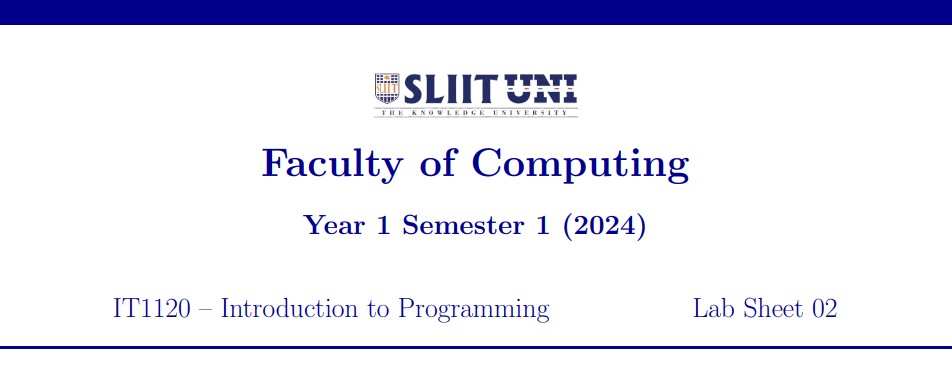 SLIIT
SLIIT UNI
THE KNOWLEDGE UNIVERSITY
Faculty of Computing
Year 1 Semester 1 (2024)
IT1120 – Introduction to Programming Lab Sheet 02